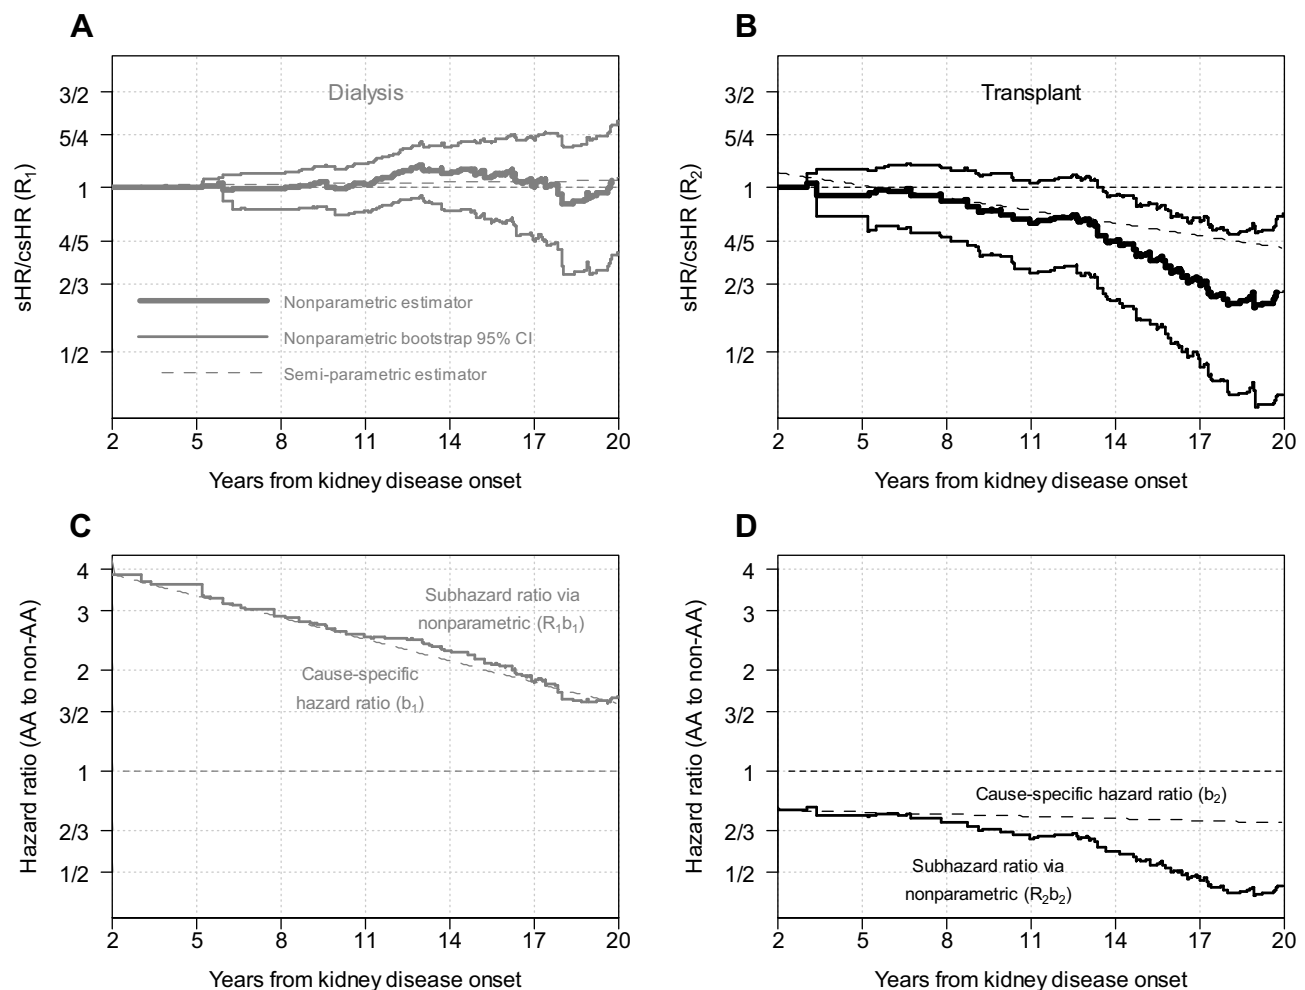 A
Dialysis
3/2
5/4
1
4/5
2/3
1/2
sHR/csHR (R1)
Nonparametric estimator
Nonparametric bootstrap 95% CI
Semi-parametric estimator
2 5 8 11 14 17 20
Years from kidney disease onset
B
Transplant
3/2
5/4
1
4/5
2/3
1/2
sHR/csHR (R2)
2 5 8 11 14 17 20
Years from kidney disease onset
C
4
3
2
3/2
1
2/3
1/2
Hazard ratio (AA to non-AA)
Subhazard ratio via
nonparametric (R1b1)
Cause-specific
hazard ratio (b1)
2 5 8 11 14 17 20
Years from kidney disease onset
D
4
3
2
3/2
1
2/3
1/2
Hazard ratio (AA to non-AA)
Cause-specific hazard ratio (b2)
Subhazard ratio via
nonparametric (R2b2)
2 5 8 11 14 17 20
Years from kidney disease onset